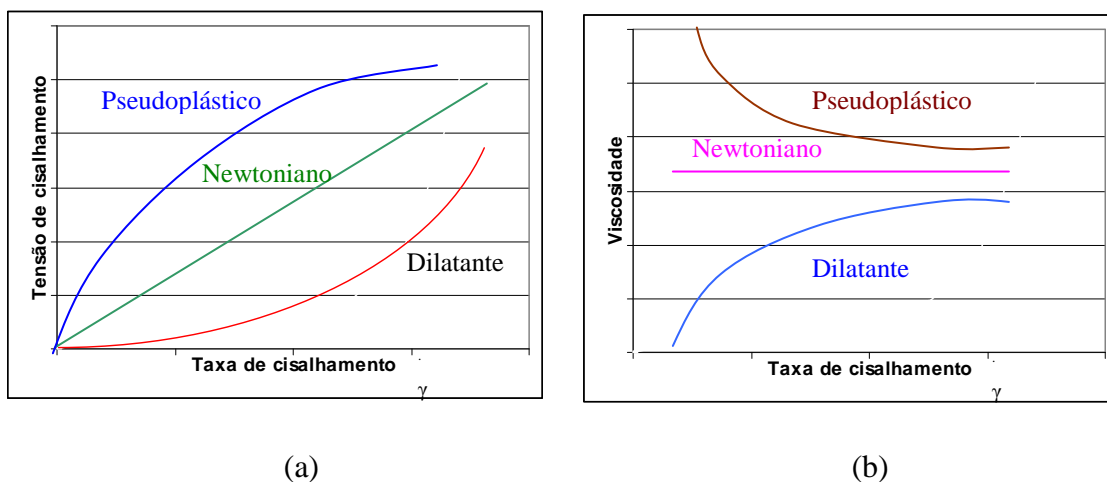 Tensão de cisalhamento
Pseudoplástico
Newtoniano
Dilatante
Taxa de cisalhamento
γ̇
(a)
Viscosidade
Pseudoplástico
Newtoniano
Dilatante
Taxa de cisalhamento
γ̇
(b)